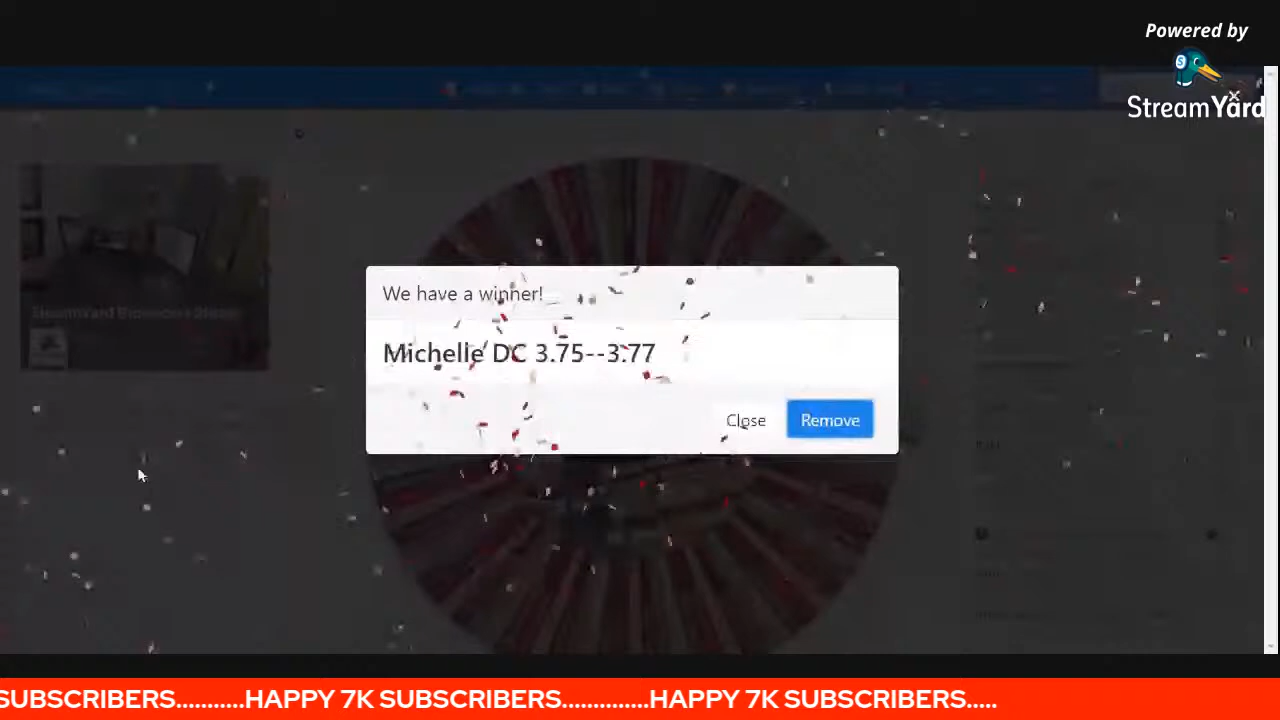 Powered by
StreamYard
We have a winner!
Michelle DC 3.75--3.77
Close
Remove
SUBSCRIBERS...........HAPPY 7K SUBSCRIBERS..............HAPPY 7K SUBSCRIBERS.....